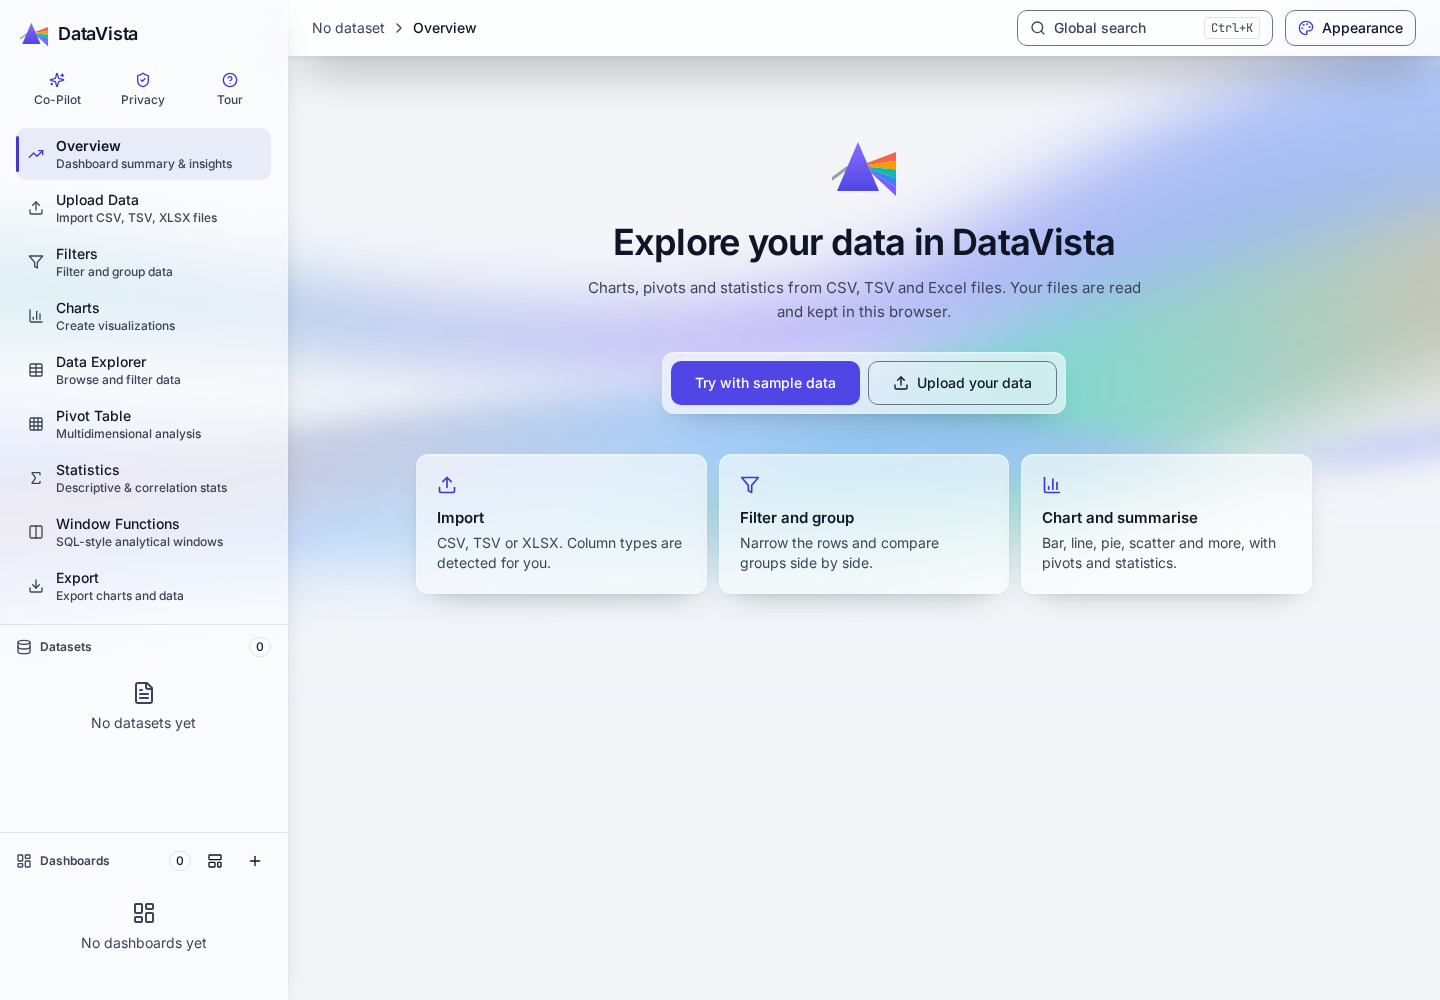 DataVista
No dataset > Overview
Global search Ctrl+K
Appearance
Co-Pilot Privacy Tour
Overview
Dashboard summary & insights
Upload Data
Import CSV, TSV, XLSX files
Filters
Filter and group data
Charts
Create visualizations
Data Explorer
Browse and filter data
Pivot Table
Multidimensional analysis
Statistics
Descriptive & correlation stats
Window Functions
SQL-style analytical windows
Export
Export charts and data
Datasets 0
No datasets yet
Dashboards 0
No dashboards yet
Explore your data in DataVista
Charts, pivots and statistics from CSV, TSV and Excel files. Your files are read
and kept in this browser.
Try with sample data
Upload your data
Import
CSV, TSV or XLSX. Column types are
detected for you.
Filter and group
Narrow the rows and compare
groups side by side.
Chart and summarise
Bar, line, pie, scatter and more, with
pivots and statistics.